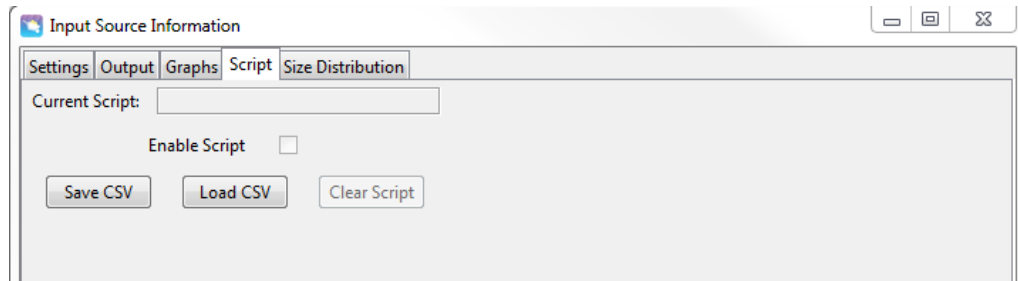 Input Source Information
Settings Output Graphs Script Size Distribution
Current Script:
Enable Script
Save CSV Load CSV Clear Script